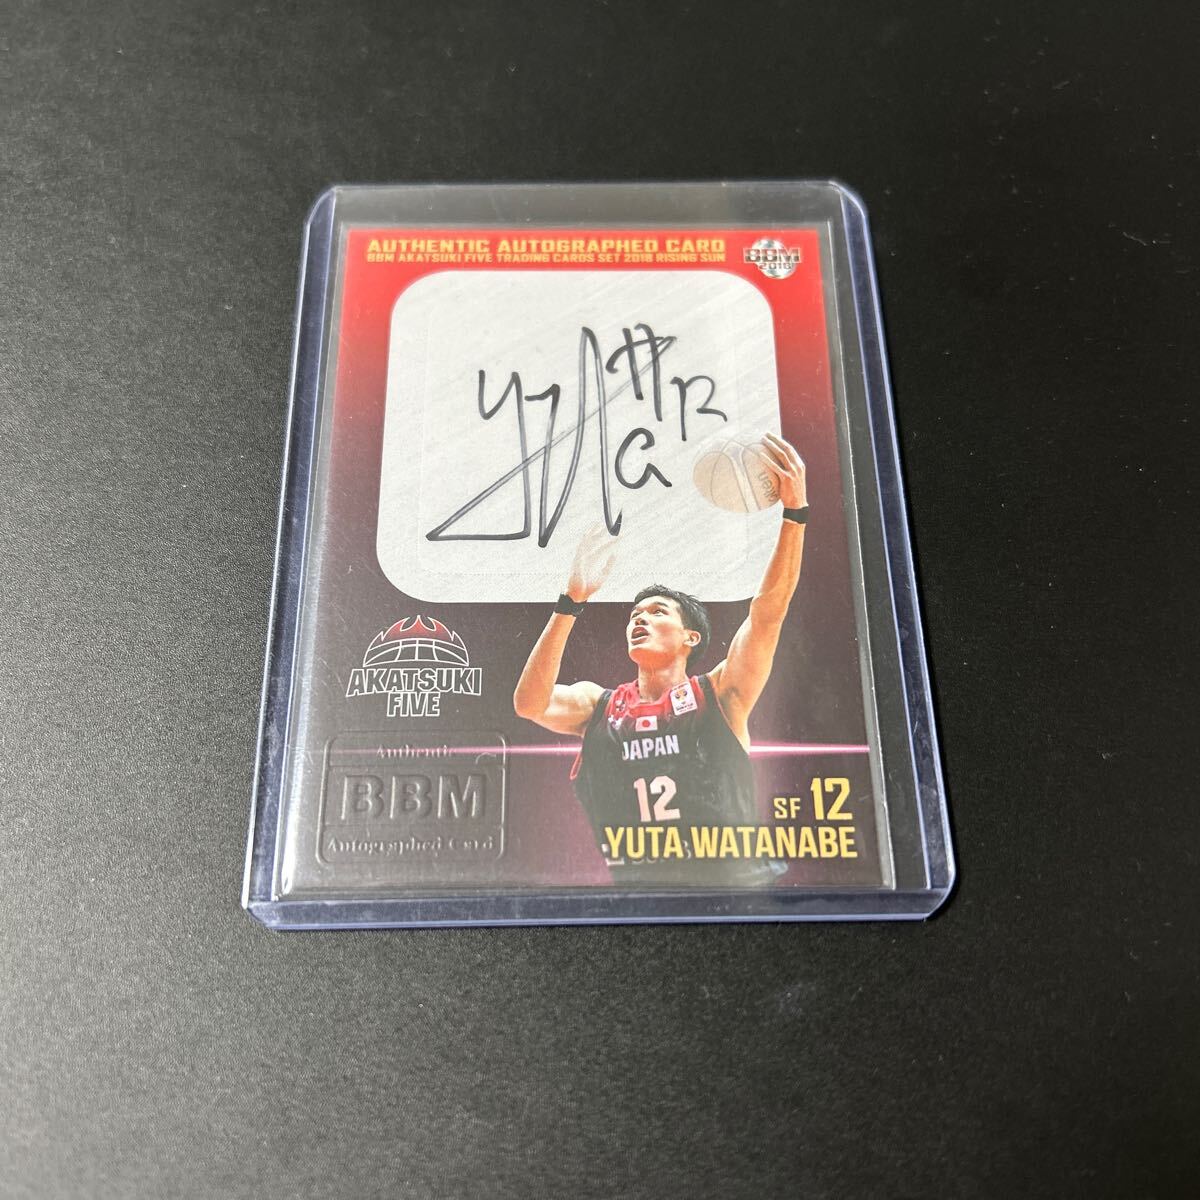 AUTHENTIC AUTOGRAPHED CARD
BBM AKATSUKI FIVE TRADING CARDS SET 2018 RISING SUN
BBM
2018
#12
AKATSUKI
FIVE
JAPAN
12
Authentic
BBM
Autographed Card
SF 12
YUTA WATANABE